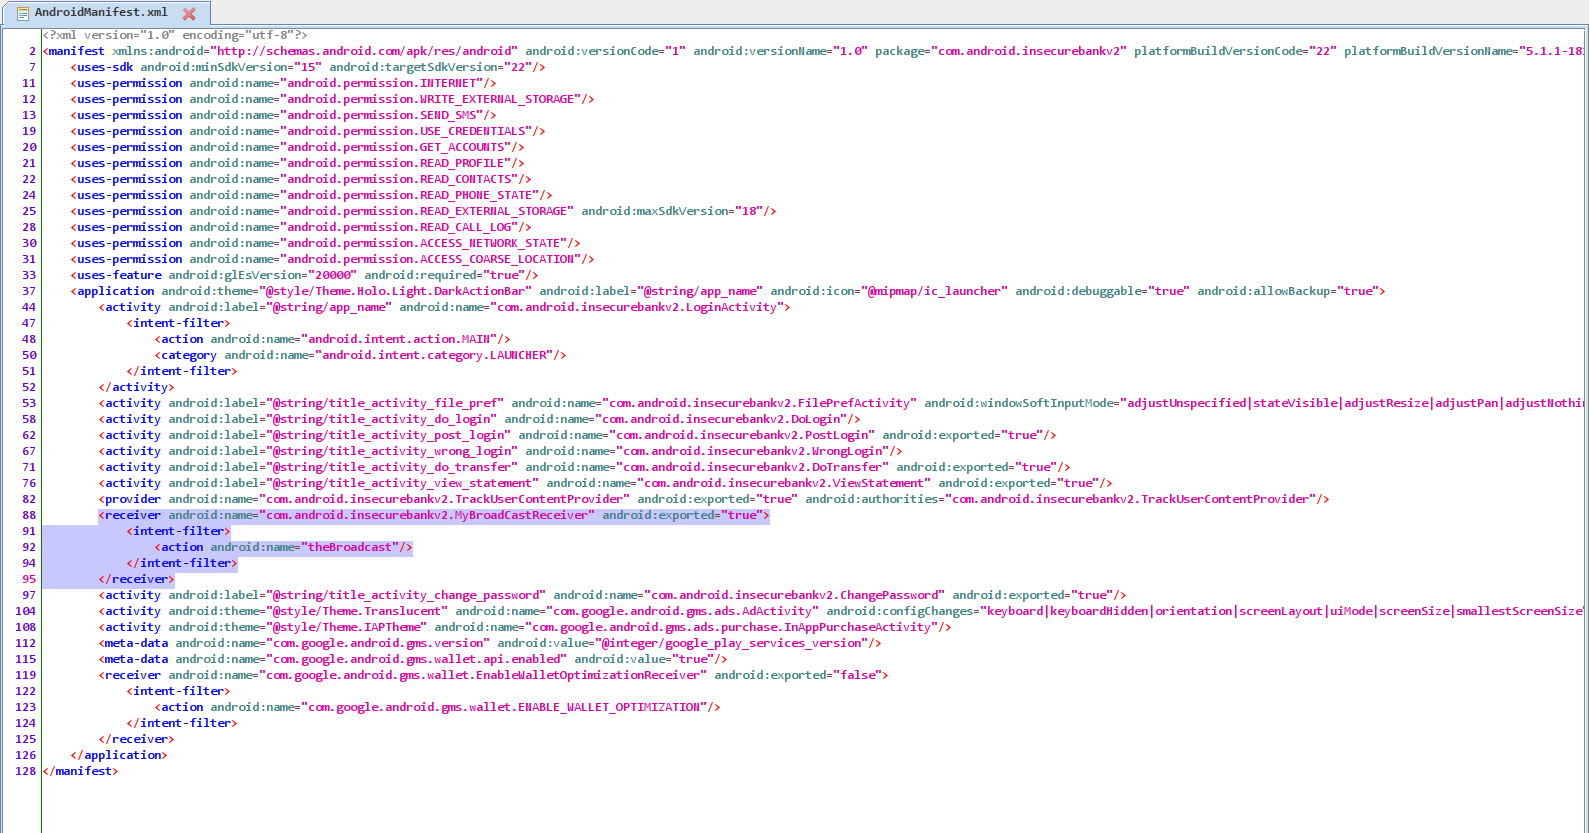 AndroidManifest.xml
<?xml version="1.0" encoding="utf-8"?>
2 <manifest xmlns:android="http://schemas.android.com/apk/res/android" android:versionCode="1" android:versionName="1.0" package="com.android.insecurebankv2" platformBuildVersionCode="22" platformBuildVersionName="5.1.1-18
7 <uses-sdk android:minSdkVersion="15" android:targetSdkVersion="22"/>
11 <uses-permission android:name="android.permission.INTERNET"/>
12 <uses-permission android:name="android.permission.WRITE_EXTERNAL_STORAGE"/>
13 <uses-permission android:name="android.permission.SEND_SMS"/>
19 <uses-permission android:name="android.permission.USE_CREDENTIALS"/>
20 <uses-permission android:name="android.permission.GET_ACCOUNTS"/>
21 <uses-permission android:name="android.permission.READ_PROFILE"/>
22 <uses-permission android:name="android.permission.READ_CONTACTS"/>
24 <uses-permission android:name="android.permission.READ_PHONE_STATE"/>
25 <uses-permission android:name="android.permission.READ_EXTERNAL_STORAGE" android:maxSdkVersion="18"/>
28 <uses-permission android:name="android.permission.READ_CALL_LOG"/>
30 <uses-permission android:name="android.permission.ACCESS_NETWORK_STATE"/>
31 <uses-permission android:name="android.permission.ACCESS_COARSE_LOCATION"/>
33 <uses-feature android:glEsVersion="20000" android:required="true"/>
37 <application android:theme="@style/Theme.Holo.Light.DarkActionBar" android:label="@string/app_name" android:icon="@mipmap/ic_launcher" android:debuggable="true" android:allowBackup="true">
44 <activity android:label="@string/app_name" android:name="com.android.insecurebankv2.LoginActivity">
47 <intent-filter>
48 <action android:name="android.intent.action.MAIN"/>
50 <category android:name="android.intent.category.LAUNCHER"/>
51 </intent-filter>
52 </activity>
53 <activity android:label="@string/title_activity_file_pref" android:name="com.android.insecurebankv2.FilePrefActivity" android:windowSoftInputMode="adjustUnspecified|stateVisible|adjustResize|adjustPan|adjustNothin
58 <activity android:label="@string/title_activity_do_login" android:name="com.android.insecurebankv2.DoLogin"/>
62 <activity android:label="@string/title_activity_post_login" android:name="com.android.insecurebankv2.PostLogin" android:exported="true"/>
67 <activity android:label="@string/title_activity_wrong_login" android:name="com.android.insecurebankv2.WrongLogin"/>
71 <activity android:label="@string/title_activity_do_transfer" android:name="com.android.insecurebankv2.DoTransfer" android:exported="true"/>
76 <activity android:label="@string/title_activity_view_statement" android:name="com.android.insecurebankv2.ViewStatement" android:exported="true"/>
82 <provider android:name="com.android.insecurebankv2.TrackUserContentProvider" android:exported="true" android:authorities="com.android.insecurebankv2.TrackUserContentProvider"/>
88 <receiver android:name="com.android.insecurebankv2.MyBroadCastReceiver" android:exported="true">
91 <intent-filter>
92 <action android:name="theBroadcast"/>
94 </intent-filter>
95 </receiver>
97 <activity android:label="@string/title_activity_change_password" android:name="com.android.insecurebankv2.ChangePassword" android:exported="true"/>
104 <activity android:theme="@style/Theme.Translucent" android:name="com.google.android.gms.ads.AdActivity" android:configChanges="keyboard|keyboardHidden|orientation|screenLayout|uiMode|screenSize|smallestScreenSize"
108 <activity android:theme="@style/Theme.IAPTheme" android:name="com.google.android.gms.ads.purchase.InAppPurchaseActivity"/>
112 <meta-data android:name="com.google.android.gms.version" android:value="@integer/google_play_services_version"/>
115 <meta-data android:name="com.google.android.gms.wallet.api.enabled" android:value="true"/>
119 <receiver android:name="com.google.android.gms.wallet.EnableWalletOptimizationReceiver" android:exported="false">
122 <intent-filter>
123 <action android:name="com.google.android.gms.wallet.ENABLE_WALLET_OPTIMIZATION"/>
124 </intent-filter>
125 </receiver>
126 </application>
128 </manifest>